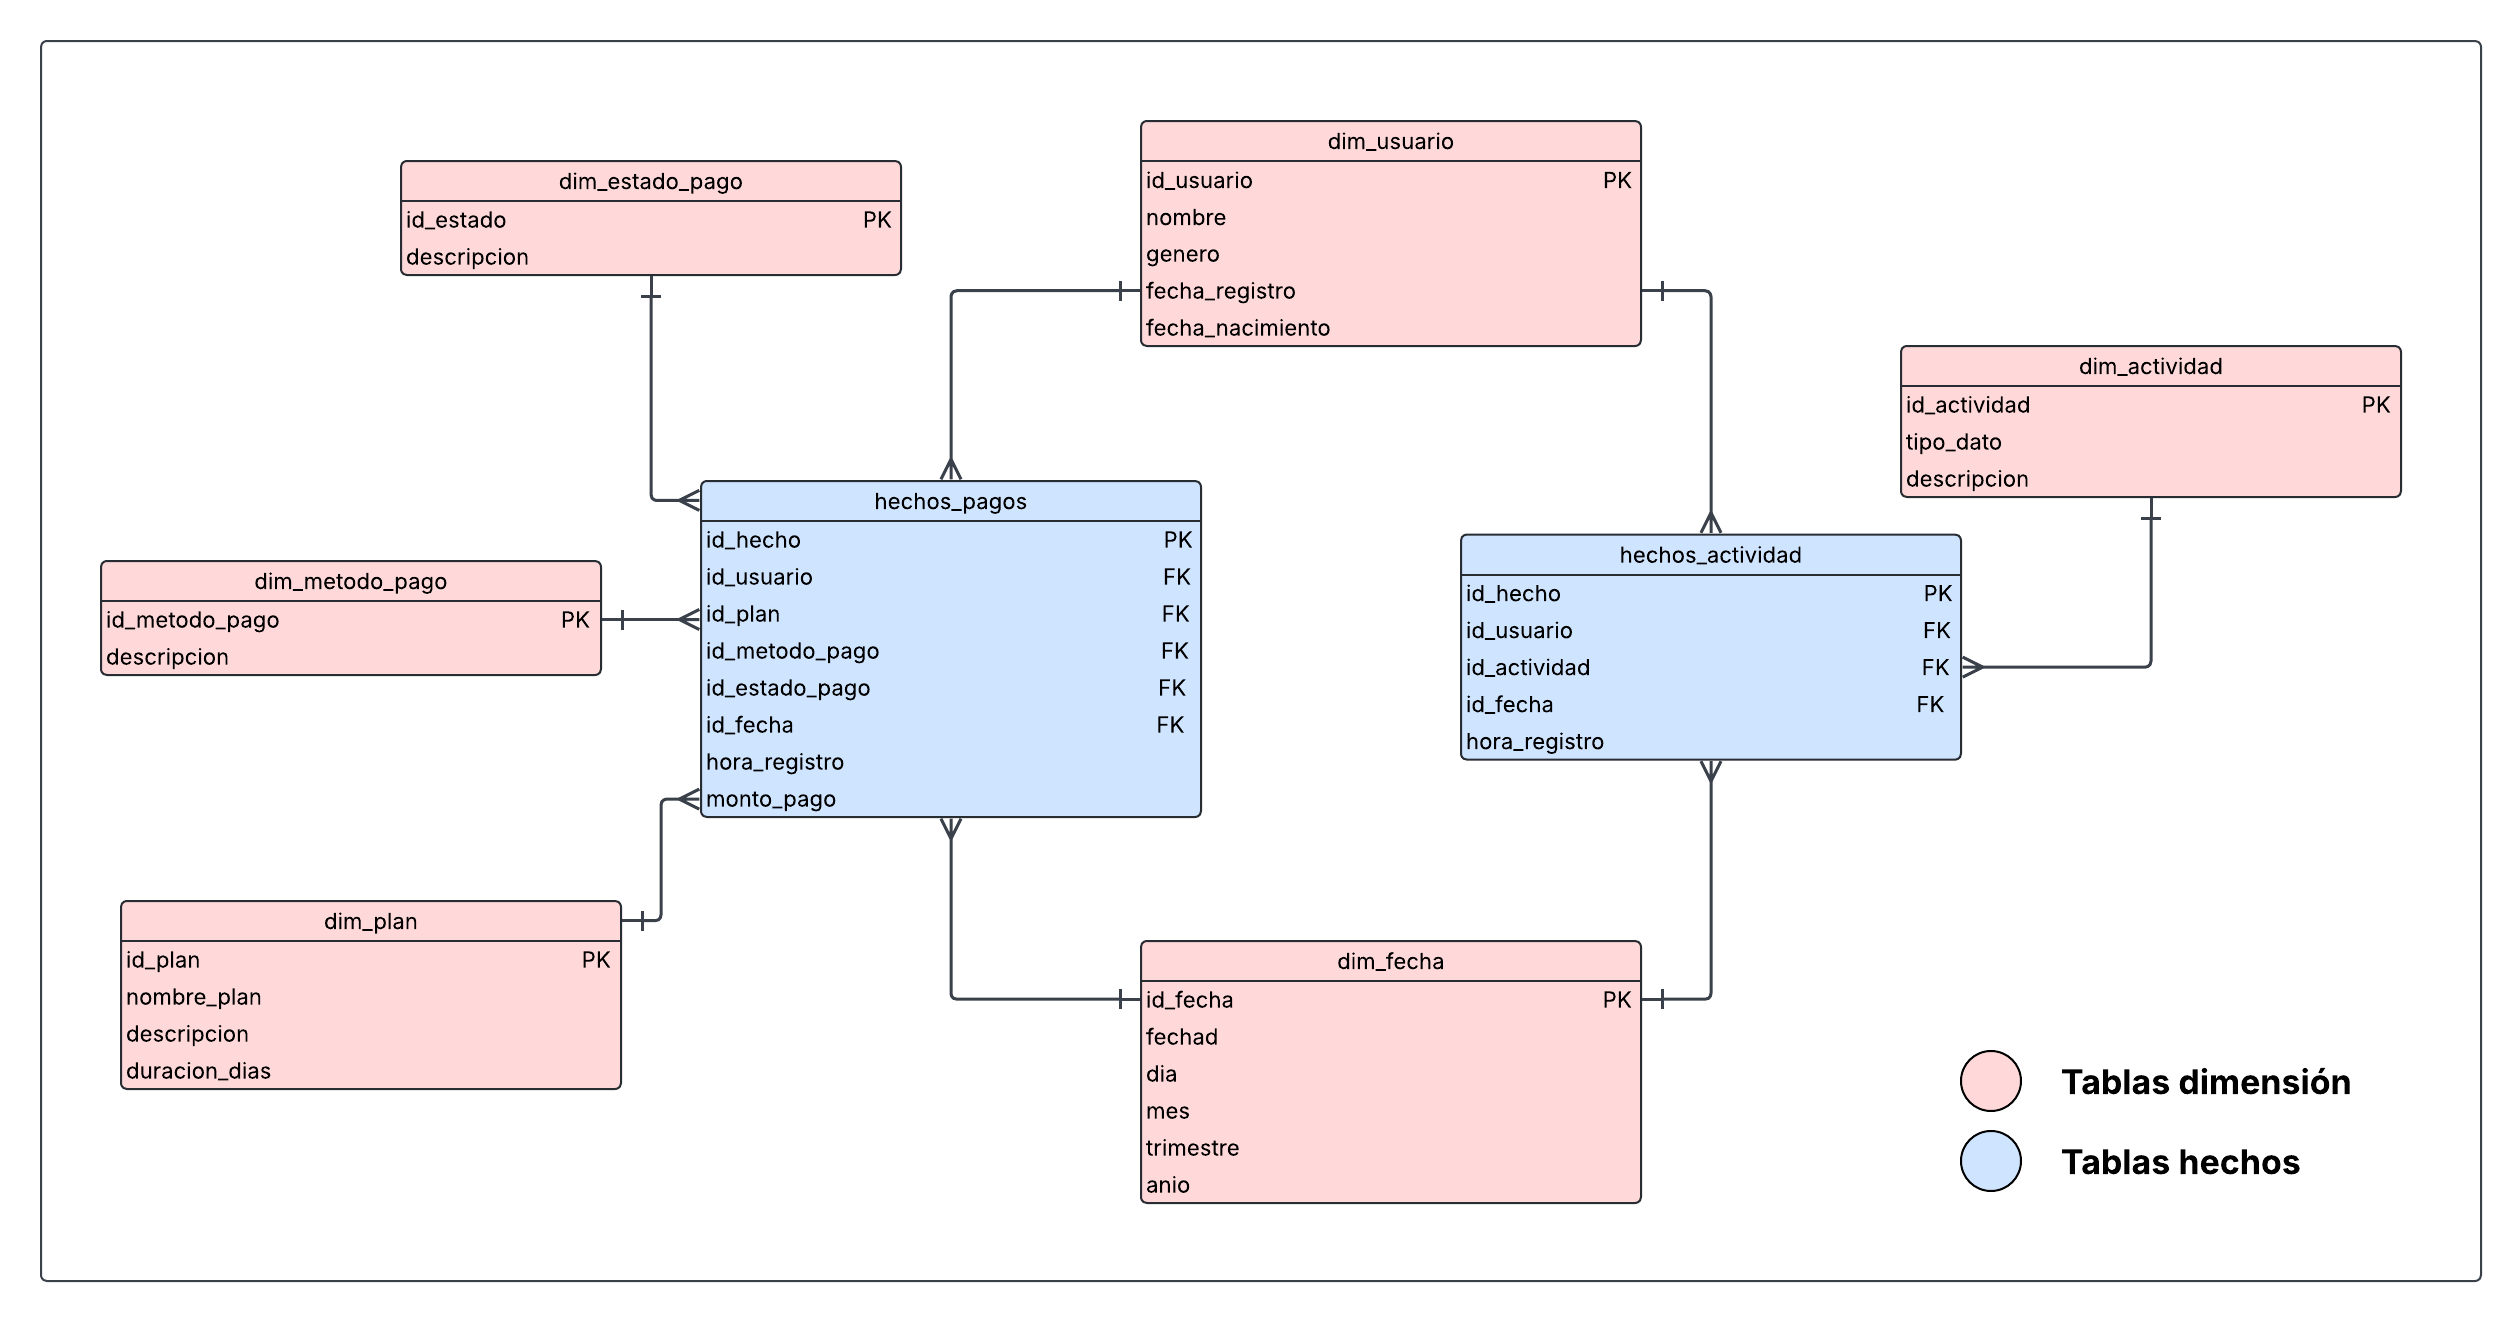 dim_estado_pago
id_estado PK
descripcion
dim_usuario
id_usuario PK
nombre
genero
fecha_registro
fecha_nacimiento
dim_actividad
id_actividad PK
tipo_dato
descripcion
hechos_pagos
id_hecho PK
id_usuario FK
id_plan FK
id_metodo_pago FK
id_estado_pago FK
id_fecha FK
hora_registro
monto_pago
hechos_actividad
id_hecho PK
id_usuario FK
id_actividad FK
id_fecha FK
hora_registro
dim_metodo_pago
id_metodo_pago PK
descripcion
dim_plan
id_plan PK
nombre_plan
descripcion
duracion_dias
dim_fecha
id_fecha PK
fechad
dia
mes
trimestre
anio
Tablas dimensión
Tablas hechos